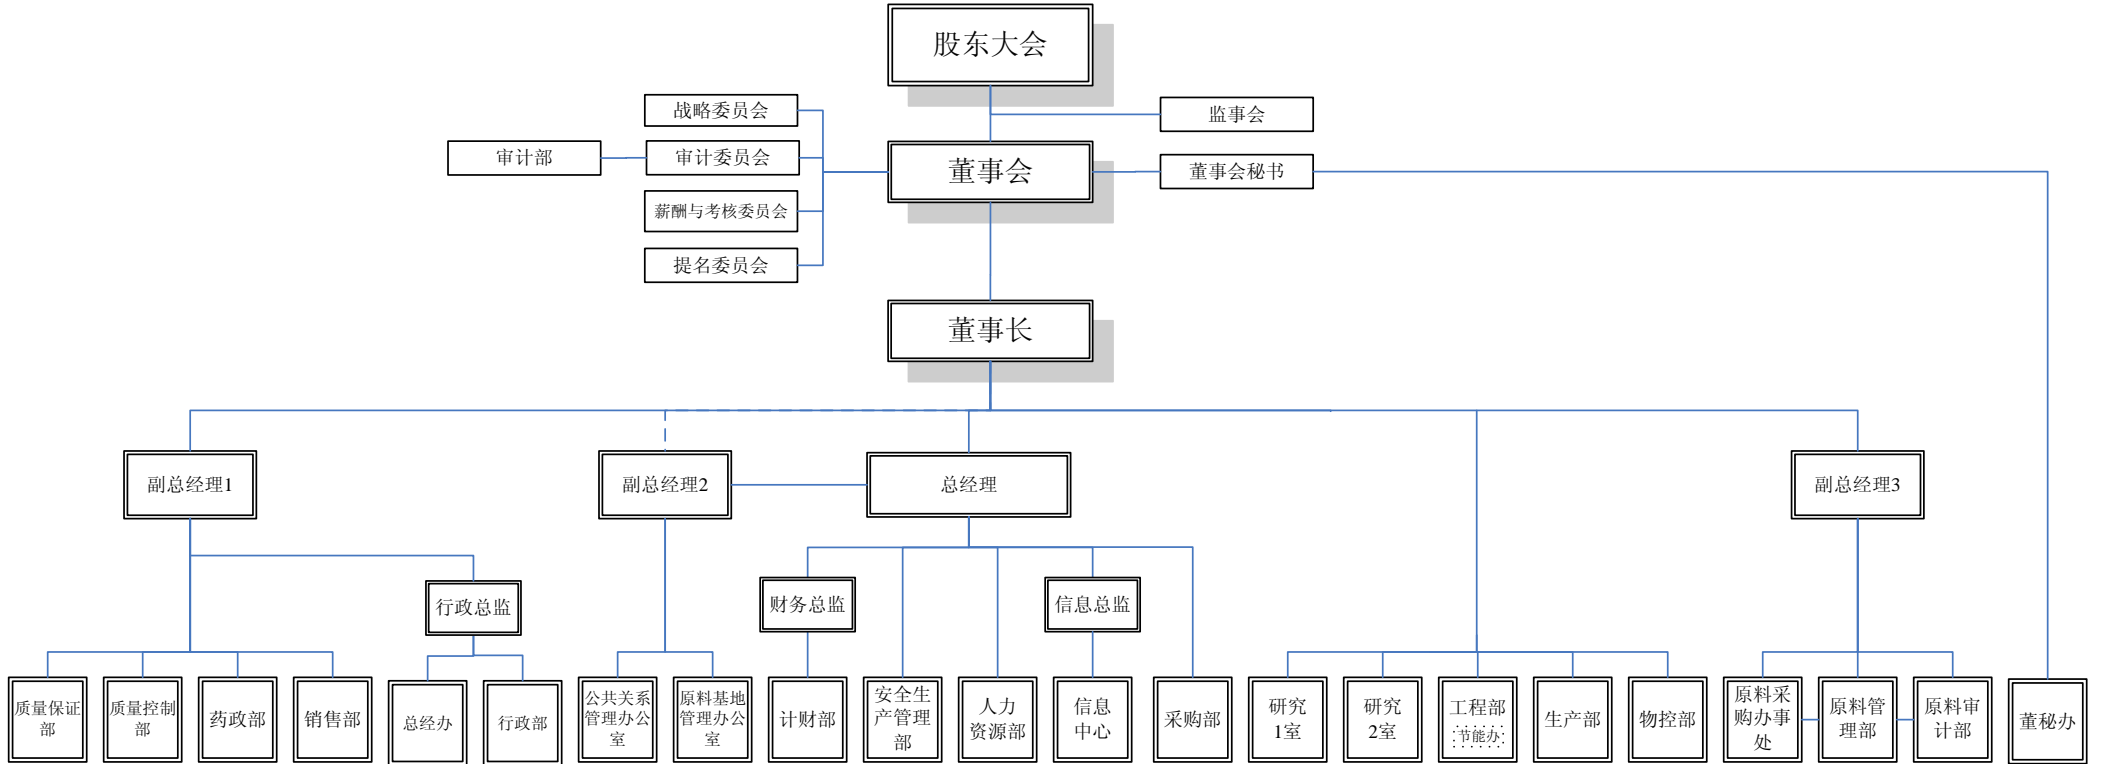 股东大会
战略委员会
监事会
审计部
审计委员会
董事会
董事会秘书
薪酬与考核委员会
提名委员会
董事长
副总经理1
副总经理2
总经理
副总经理3
行政总监
财务总监
信息总监
质量保证
部
质量控制
部
药政部
销售部
总经办
行政部
公共关系
管理办公
室
原料基地
管理办公
室
计财部
安全生
产管理
部
人力
资源部
信息
中心
采购部
研究
1室
研究
2室
工程部
节能办
生产部
物控部
原料采
购办事
处
原料管
理部
原料审
计部
董秘办